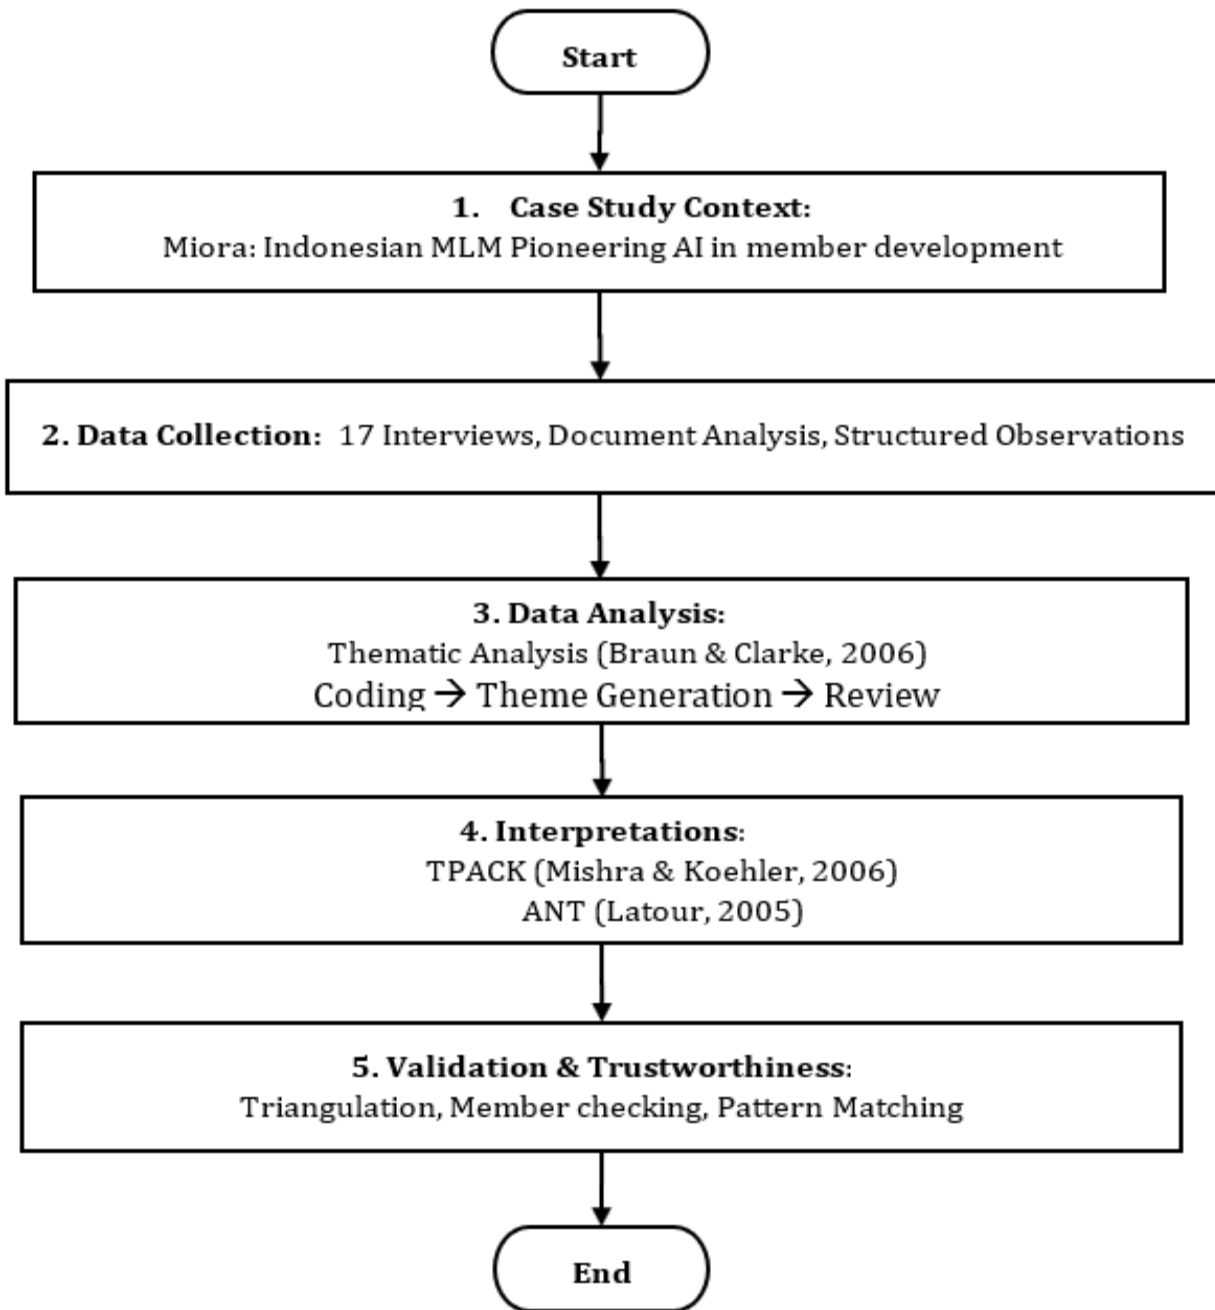 Start
1. Case Study Context:
Miora: Indonesian MLM Pioneering AI in member development
2. Data Collection: 17 Interviews, Document Analysis, Structured Observations
3. Data Analysis:
Thematic Analysis (Braun & Clarke, 2006)
Coding → Theme Generation → Review
4. Interpretations:
TPACK (Mishra & Koehler, 2006)
ANT (Latour, 2005)
5. Validation & Trustworthiness:
Triangulation, Member checking, Pattern Matching
End